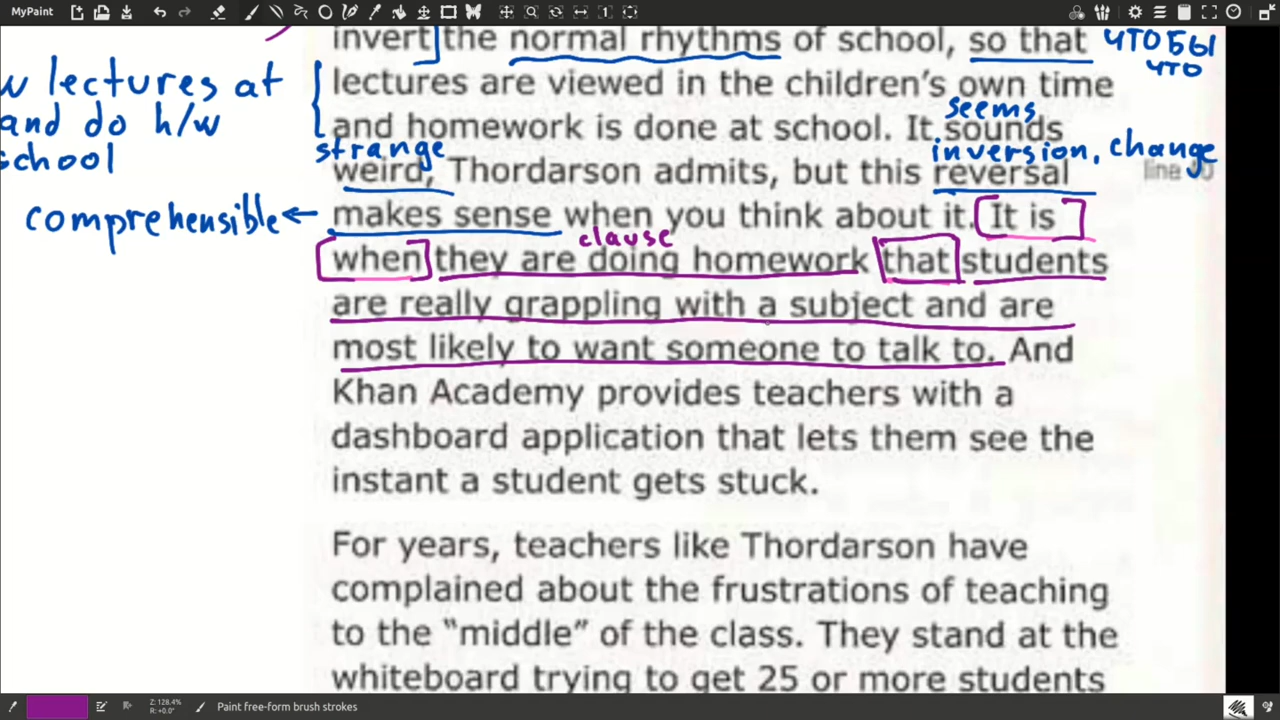 MyPaint
invert the normal rhythms of school, so that чтобы
что
w lectures at
lectures are viewed in the children's own time
seems
and do h/w
and homework is done at school. It sounds
school
strange
inversion, change
weird, Thordarson admits, but this reversal
line
comprehensible ←
makes sense when you think about it. It is
clause
when they are doing homework that students
are really grappling with a subject and are
most likely to want someone to talk to. And
Khan Academy provides teachers with a
dashboard application that lets them see the
instant a student gets stuck.
For years, teachers like Thordarson have
complained about the frustrations of teaching
to the "middle" of the class. They stand at the
whiteboard trying to get 25 or more students
Z: 128.4%
R: +0.0°
Paint free-form brush strokes